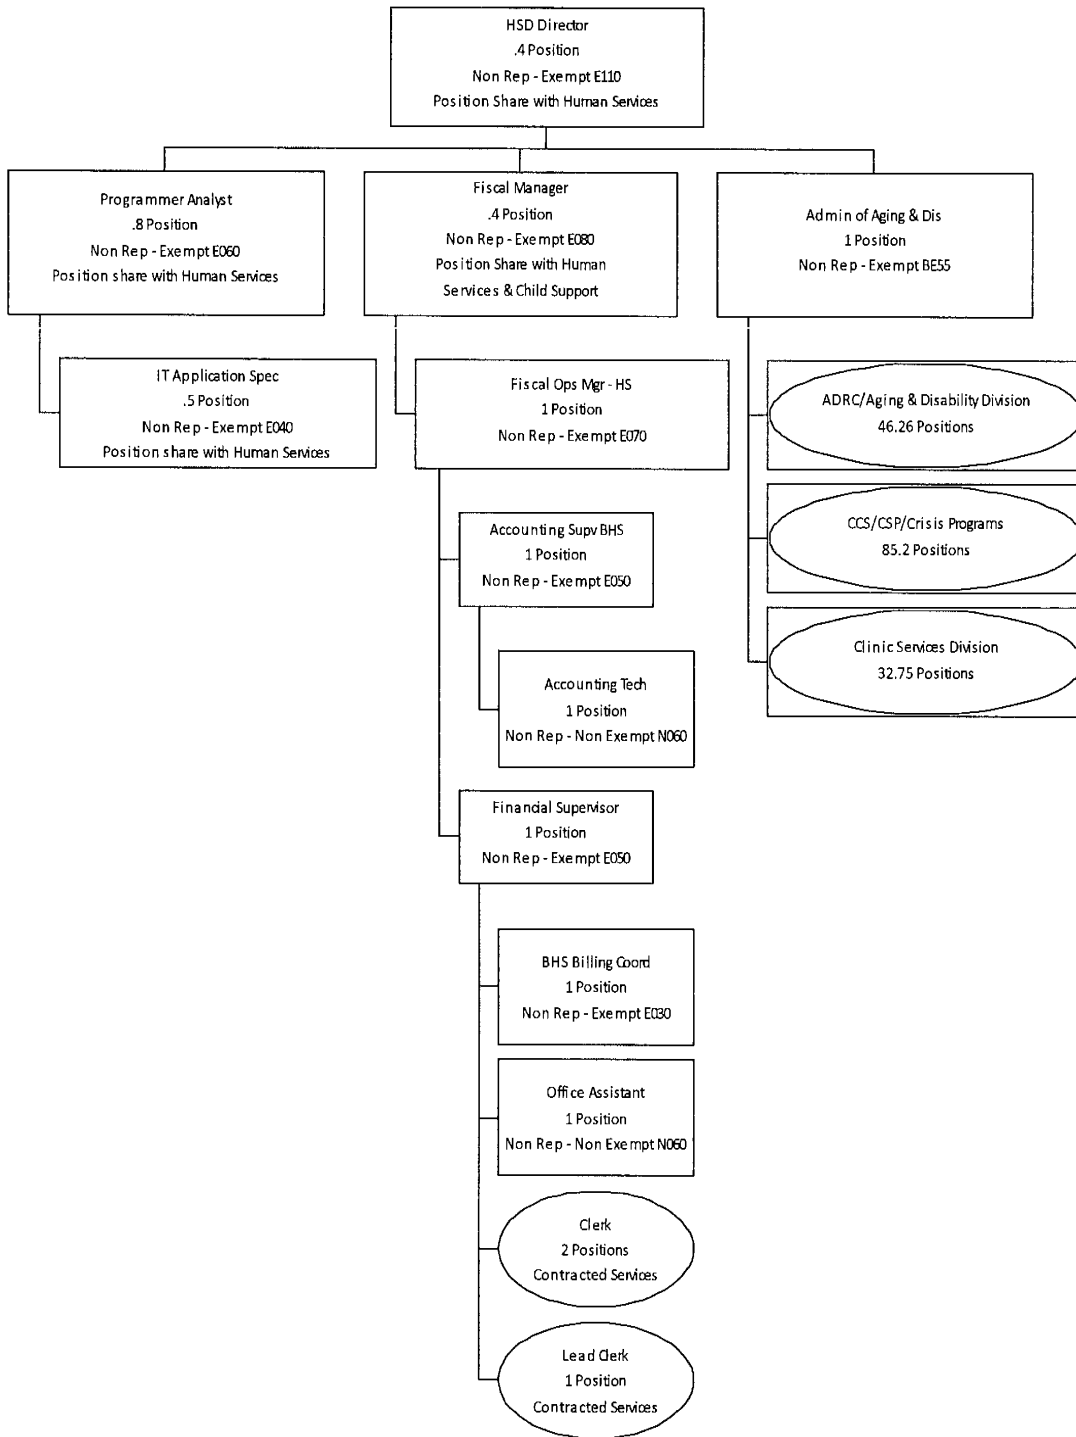 HSD Director
.4 Position
Non Rep - Exempt E110
Position Share with Human Services
Programmer Analyst
.8 Position
Non Rep - Exempt E060
Position share with Human Services
Fiscal Manager
.4 Position
Non Rep - Exempt E080
Position Share with Human
Services & Child Support
Admin of Aging & Dis
1 Position
Non Rep - Exempt BE55
IT Application Spec
.5 Position
Non Rep - Exempt E040
Position share with Human Services
Fiscal Ops Mgr - HS
1 Position
Non Rep - Exempt E070
ADRC/Aging & Disability Division
46.26 Positions
CCS/CSP/Crisis Programs
85.2 Positions
Clinic Services Division
32.75 Positions
Accounting Supv BHS
1 Position
Non Rep - Exempt E050
Accounting Tech
1 Position
Non Rep - Non Exempt N060
Financial Supervisor
1 Position
Non Rep - Exempt E050
BHS Billing Coord
1 Position
Non Rep - Exempt E030
Office Assistant
1 Position
Non Rep - Non Exempt N060
Clerk
2 Positions
Contracted Services
Lead Clerk
1 Position
Contracted Services